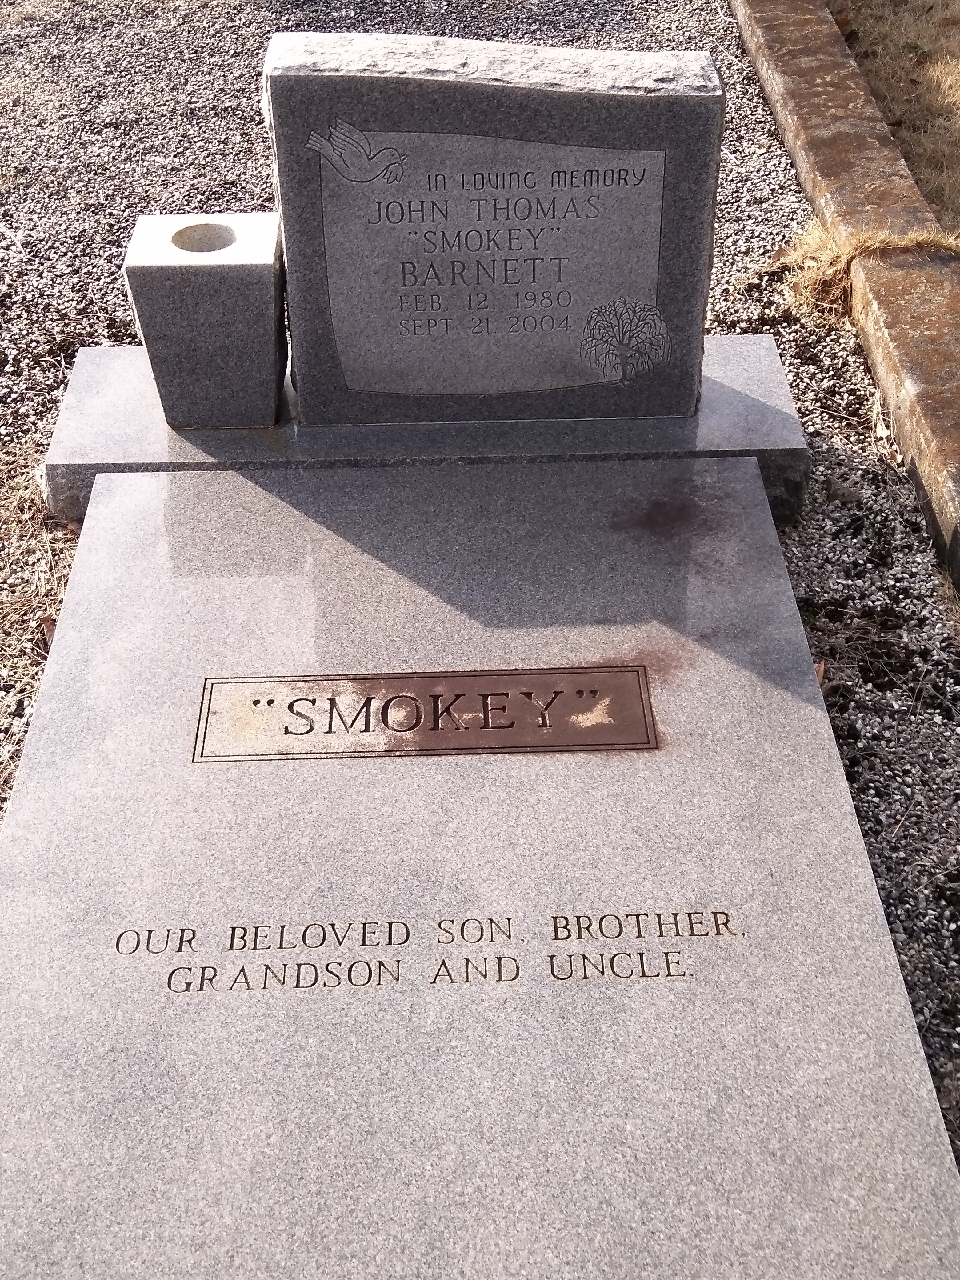 IN LOVING MEMORY
JOHN THOMAS
"SMOKEY"
BARNETT
FEB. 12, 1980
SEPT. 21, 2004
"SMOKEY"
OUR BELOVED SON, BROTHER,
GRANDSON AND UNCLE.